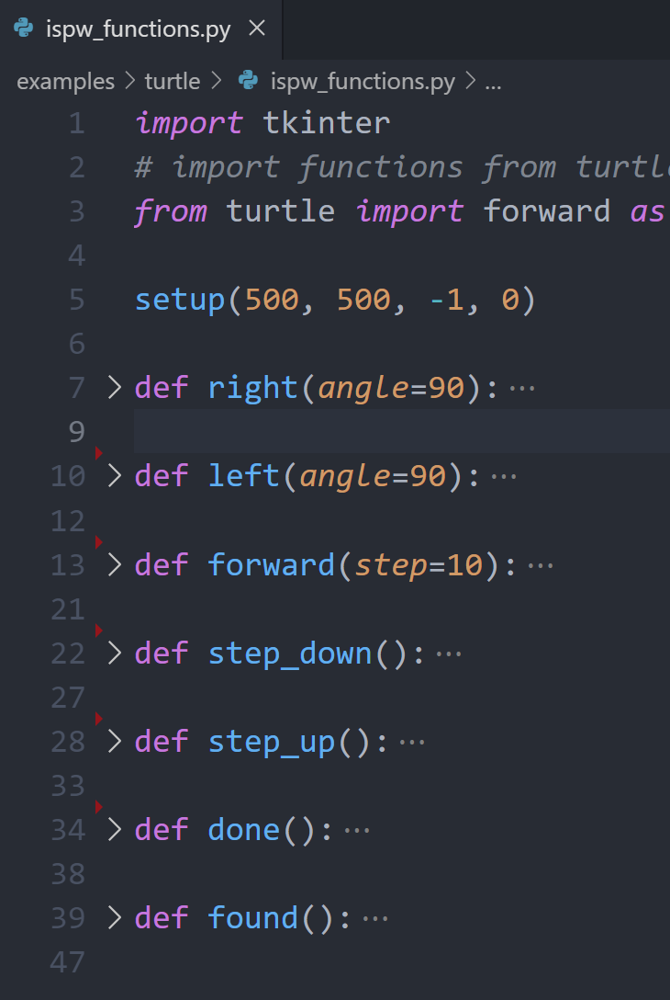 ispw_functions.py ×
examples > turtle > ispw_functions.py > ...
1 import tkinter
2 # import functions from
3 from turtle import forward as
4
5 setup(500, 500, -1, 0)
6
7 > def right(angle=90):···
9
10 > def left(angle=90):···
12
13 > def forward(step=10):···
21
22 > def step_down():···
27
28 > def step_up():···
33
34 > def done():···
38
39 > def found():···
47